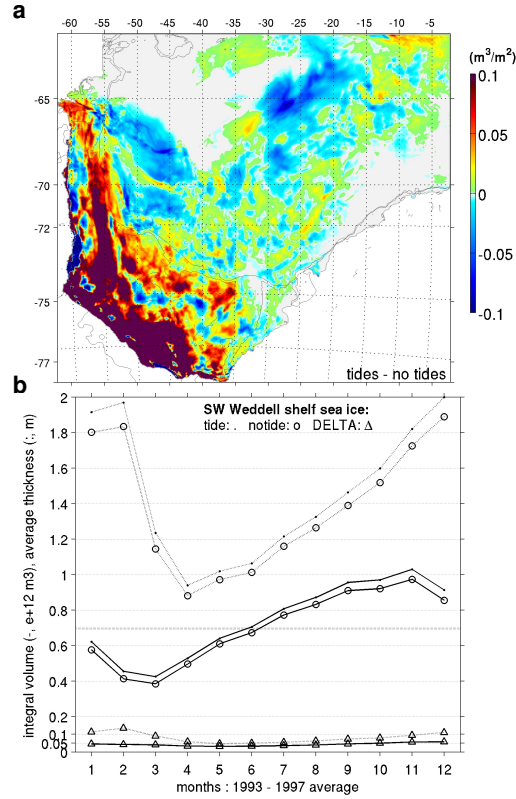 a
-60 -55 -50 -45 -40 -35 -30 -25 -20 -15 -10 -5
(m³/m²)
0.1
-65
0.05
-70
0
-72
-0.05
-75
-0.1
-77
tides - no tides
b
2
SW Weddell shelf sea ice:
tide: . notide: o DELTA: Δ
1.8
1.6
1.4
1.2
1
0.8
0.6
0.4
0.2
0.1
0.05
0
integral volume (-, e+12 m3), average thickness (:, m)
1 2 3 4 5 6 7 8 9 10 11 12
months : 1993 - 1997 average